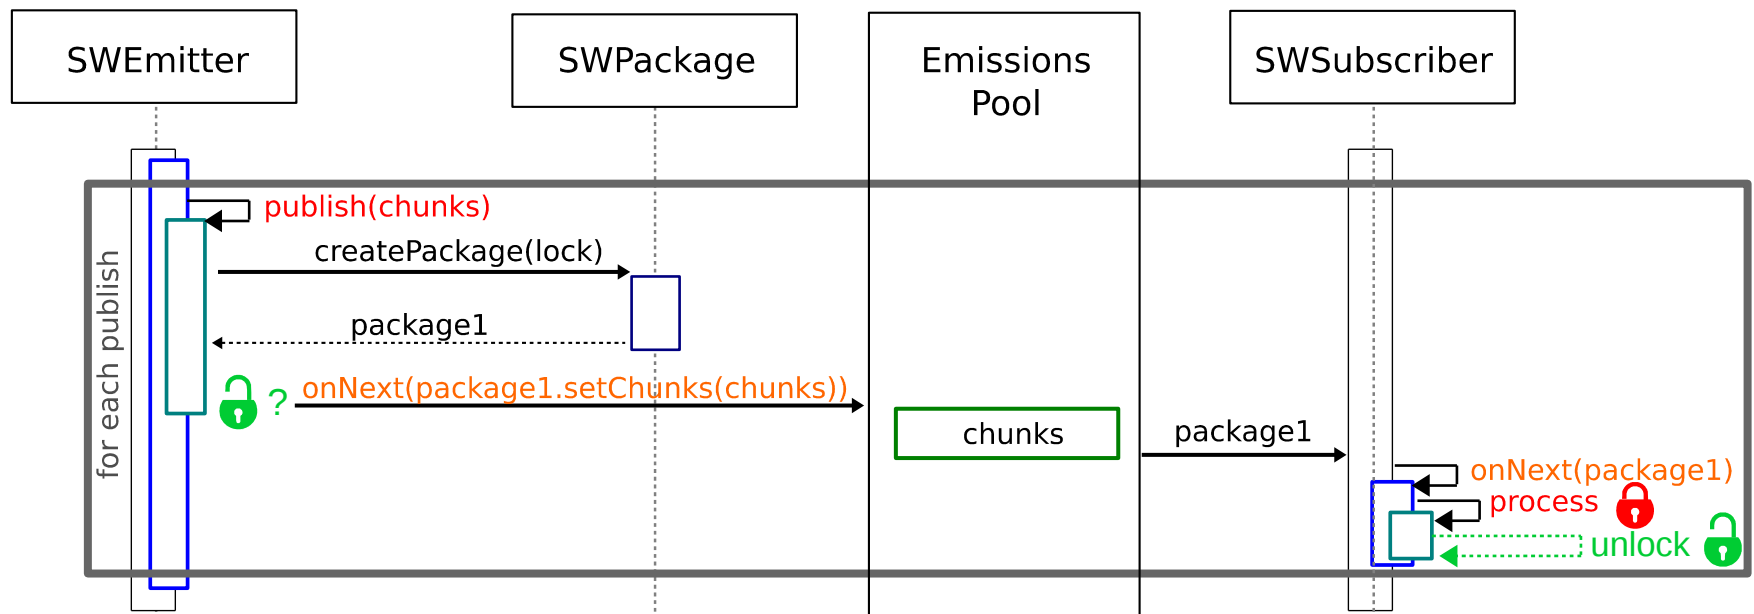 SWEmitter
SWPackage
Emissions
Pool
SWSubscriber
for each publish
publish(chunks)
createPackage(lock)
package1
?
onNext(package1.setChunks(chunks))
chunks
package1
onNext(package1)
process
unlock